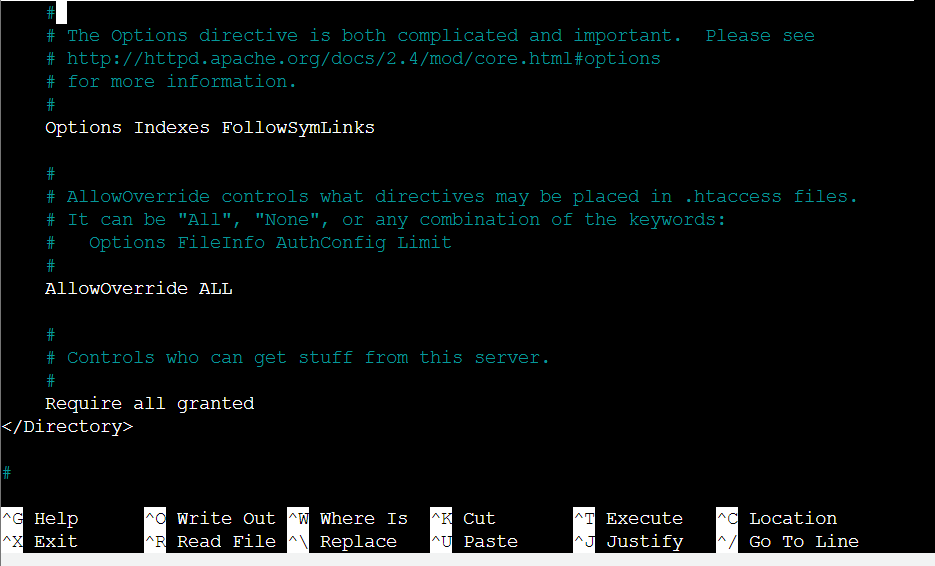 #
# The Options directive is both complicated and important.  Please see
# http://httpd.apache.org/docs/2.4/mod/core.html#options
# for more information.
#
Options Indexes FollowSymLinks
#
# AllowOverride controls what directives may be placed in .htaccess files.
# It can be "All", "None", or any combination of the keywords:
#   Options FileInfo AuthConfig Limit
#
AllowOverride ALL
#
# Controls who can get stuff from this server.
#
Require all granted
</Directory>
#
^G Help ^O Write Out ^W Where Is ^K Cut ^T Execute ^C Location
^X Exit ^R Read File ^\ Replace ^U Paste ^J Justify ^/ Go To Line